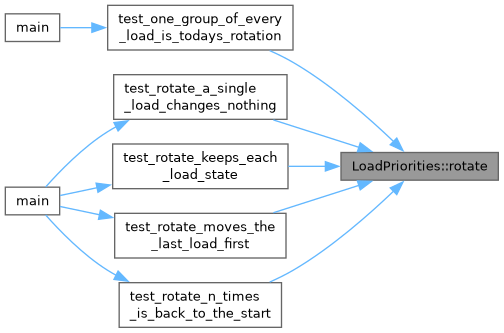 main
test_one_group_of_every
_load_is_todays_rotation
test_rotate_a_single
_load_changes_nothing
test_rotate_keeps_each
_load_state
LoadPriorities::rotate
main
test_rotate_moves_the
_last_load_first
test_rotate_n_times
_is_back_to_the_start